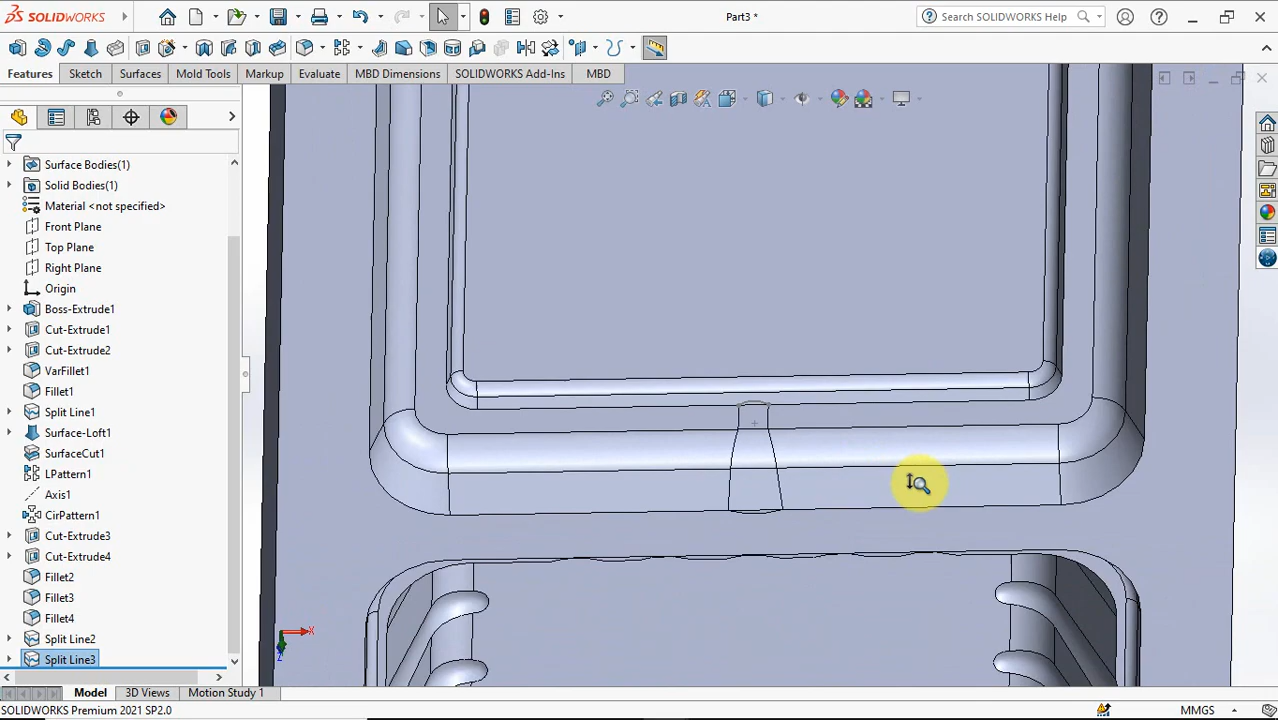 SOLIDWORKS
Part3 *
Search SOLIDWORKS Help
Features
Sketch
Surfaces
Mold Tools
Markup
Evaluate
MBD Dimensions
SOLIDWORKS Add-Ins
MBD
Surface Bodies(1)
Solid Bodies(1)
Material <not specified>
Front Plane
Top Plane
Right Plane
Origin
Boss-Extrude1
Cut-Extrude1
Cut-Extrude2
VarFillet1
Fillet1
Split Line1
Surface-Loft1
SurfaceCut1
LPattern1
Axis1
CirPattern1
Cut-Extrude3
Cut-Extrude4
Fillet2
Fillet3
Fillet4
Split Line2
Split Line3
X
Z
Model
3D Views
Motion Study 1
SOLIDWORKS Premium 2021 SP2.0
MMGS